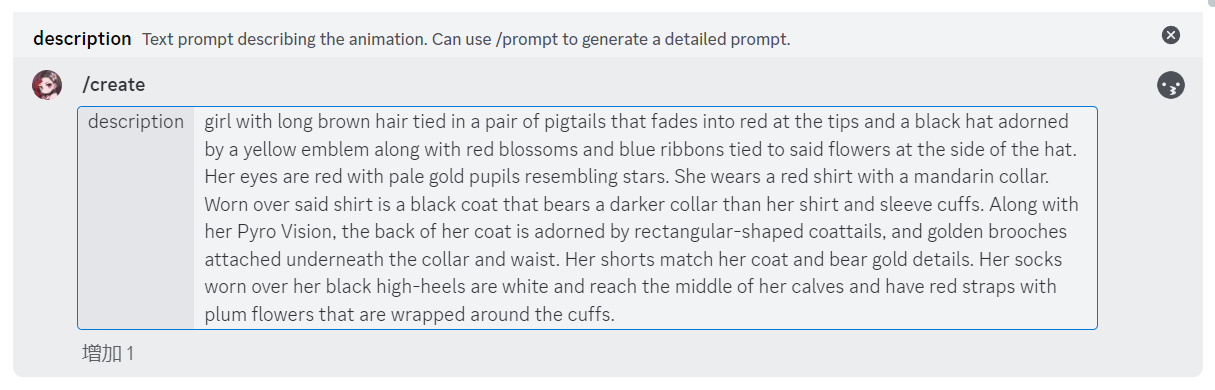 description Text prompt describing the animation. Can use /prompt to generate a detailed prompt.
/create
description girl with long brown hair tied in a pair of pigtails that fades into red at the tips and a black hat adorned
by a yellow emblem along with red blossoms and blue ribbons tied to said flowers at the side of the hat.
Her eyes are red with pale gold pupils resembling stars. She wears a red shirt with a mandarin collar.
Worn over said shirt is a black coat that bears a darker collar than her shirt and sleeve cuffs. Along with
her Pyro Vision, the back of her coat is adorned by rectangular-shaped coattails, and golden brooches
attached underneath the collar and waist. Her shorts match her coat and bear gold details. Her socks
worn over her black high-heels are white and reach the middle of her calves and have red straps with
plum flowers that are wrapped around the cuffs.
增加 1